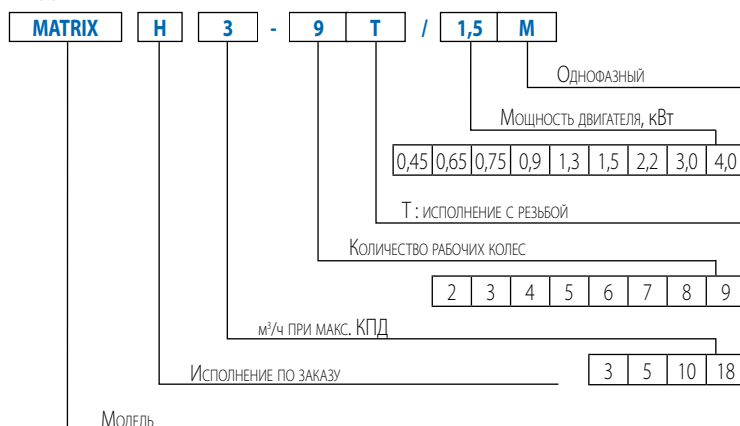 MATRIX H 3 - 9 T / 1,5 M
Однофазный
Мощность двигателя, кВт
0,45 0,65 0,75 0,9 1,3 1,5 2,2 3,0 4,0
T : исполнение с резьбой
Количество рабочих колес
2 3 4 5 6 7 8 9
м³/ч при макс. КПД
3 5 10 18
Исполнение по заказу
Модель